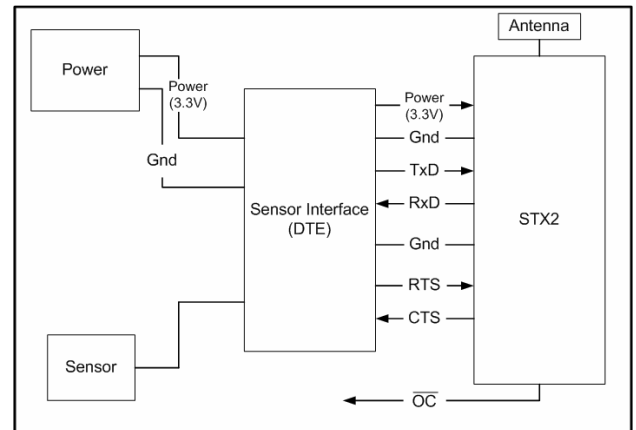 Antenna
Power
Power
(3.3V)
Gnd
Power
(3.3V)
Gnd
TxD
RxD
Gnd
RTS
CTS
Sensor Interface
(DTE)
STX2
Sensor
OC